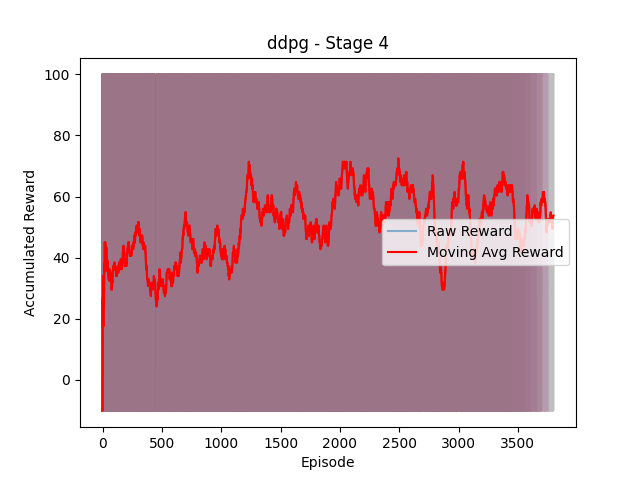 ddpg - Stage 4
100
80
60
40
20
0
Accumulated Reward
Raw Reward
Moving Avg Reward
0 500 1000 1500 2000 2500 3000 3500
Episode